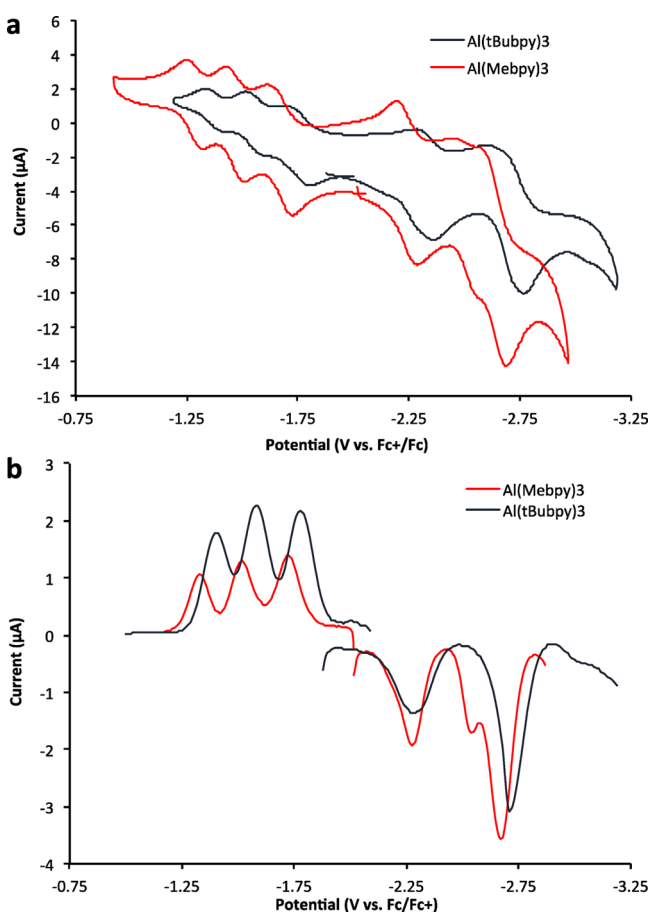 a
6
4
2
0
-2
-4
-6
-8
-10
-12
-14
-16
Current (µA)
Al(tBubpy)3
Al(Mebpy)3
-0.75 -1.25 -1.75 -2.25 -2.75 -3.25
Potential (V vs. Fc+/Fc)
b
3
2
1
0
-1
-2
-3
-4
Current (µA)
Al(Mebpy)3
Al(tBubpy)3
-0.75 -1.25 -1.75 -2.25 -2.75 -3.25
Potential (V vs. Fc/Fc+)